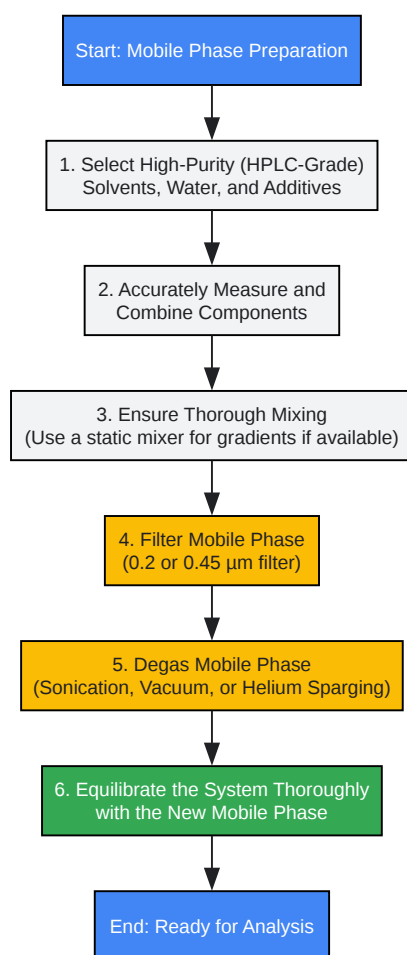 Start: Mobile Phase Preparation
1. Select High-Purity (HPLC-Grade)
Solvents, Water, and Additives
2. Accurately Measure and
Combine Components
3. Ensure Thorough Mixing
(Use a static mixer for gradients if available)
4. Filter Mobile Phase
(0.2 or 0.45 µm filter)
5. Degas Mobile Phase
(Sonication, Vacuum, or Helium Sparging)
6. Equilibrate the System Thoroughly
with the New Mobile Phase
End: Ready for Analysis